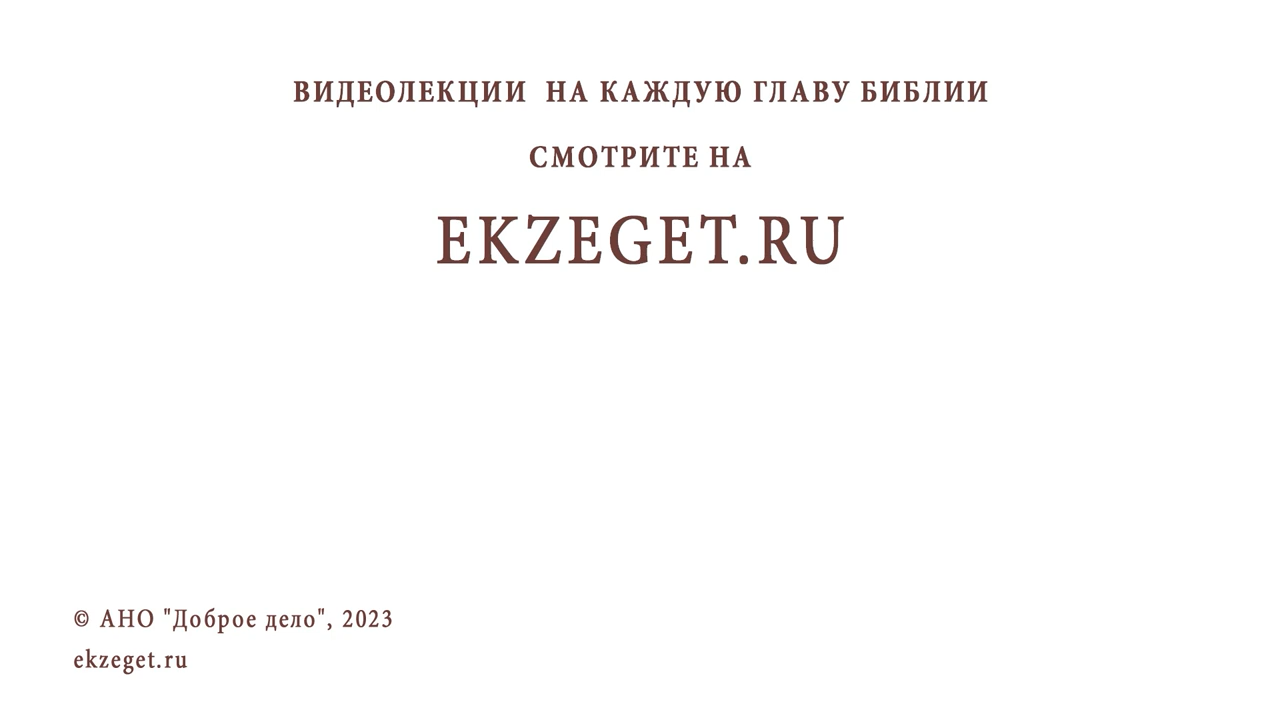 ВИДЕОЛЕКЦИИ НА КАЖДУЮ ГЛАВУ БИБЛИИ
СМОТРИТЕ НА
EKZEGET.RU
© АНО "Доброе дело", 2023
ekzeget.ru